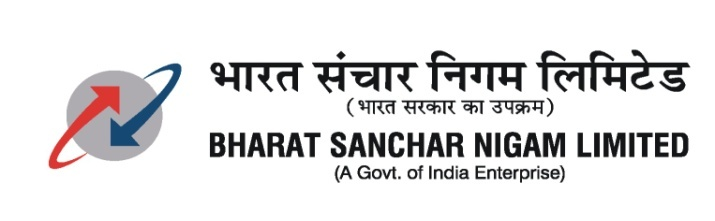 भारत संचार निगम लिमिटेड
(भारत सरकार का उपक्रम)
BHARAT SANCHAR NIGAM LIMITED
(A Govt. of India Enterprise)